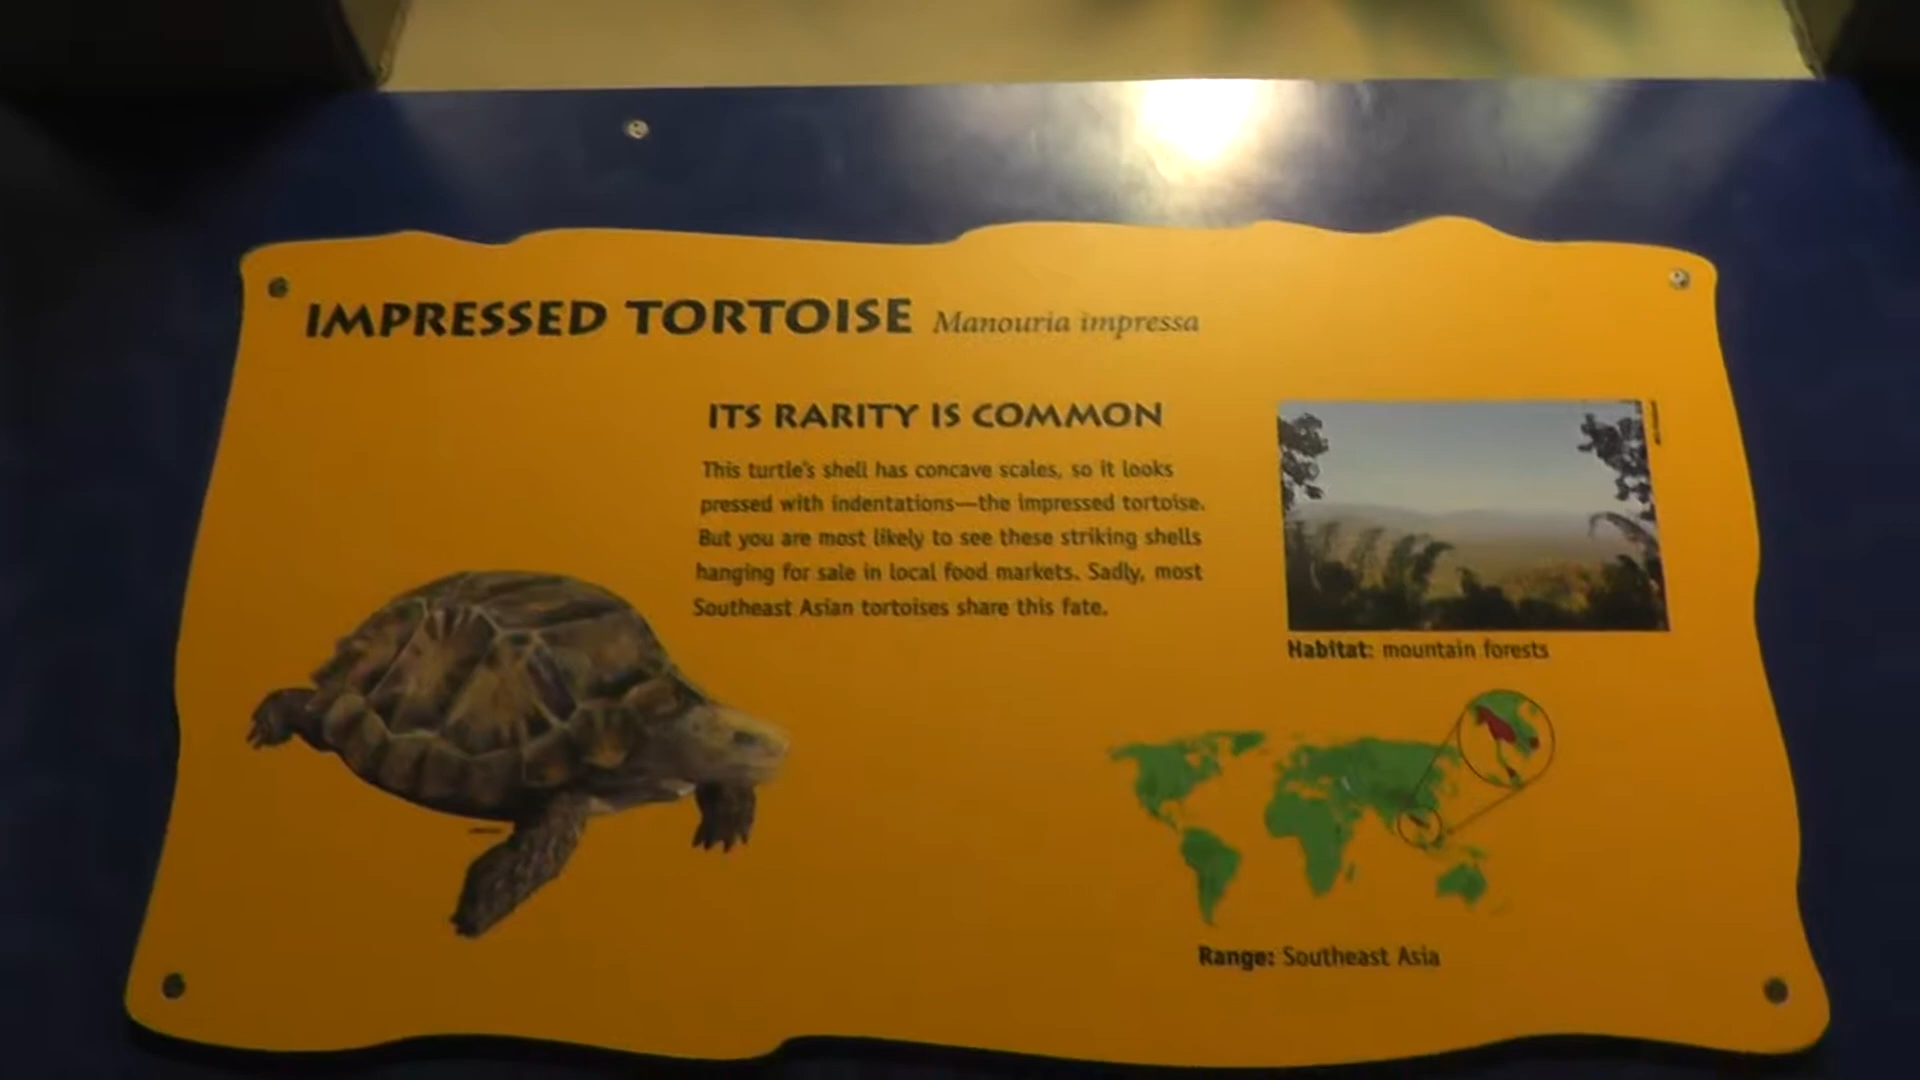 IMPRESSED TORTOISE Manouria impressa
ITS RARITY IS COMMON
This turtle's shell has concave scales, so it looks
pressed with indentations—the impressed tortoise.
But you are most likely to see these striking shells
hanging for sale in local food markets. Sadly, most
Southeast Asian tortoises share this fate.
Habitat: mountain forests
Range: Southeast Asia